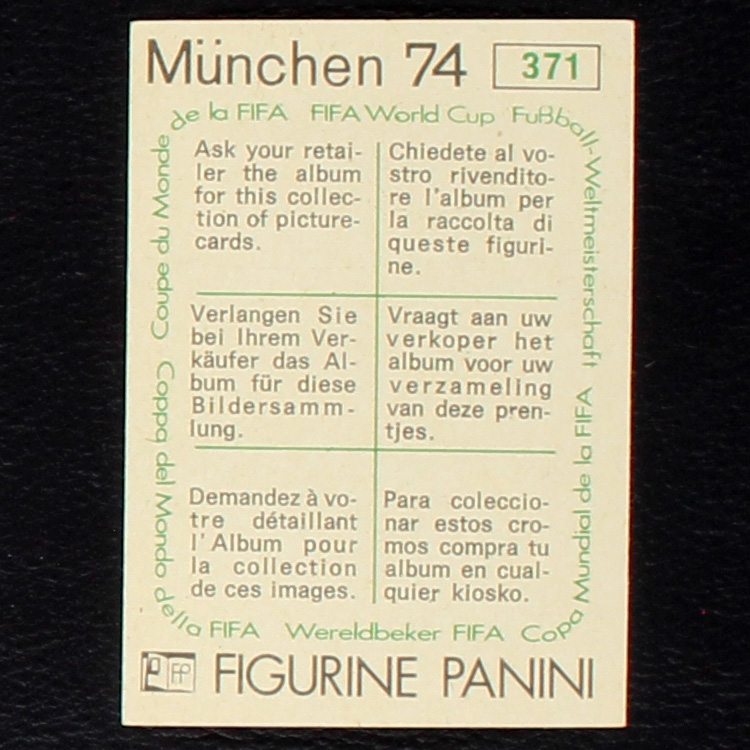 München 74
371
Coupe du Monde de la FIFA
FIFA World Cup
Fußball-Weltmeisterschaft
Ask your retai-
ler the album
for this collec-
tion of picture-
cards.
Chiedete al vo-
stro rivendito-
re l'album per
la raccolta di
queste figuri-
ne.
Verlangen Sie
bei Ihrem Ver-
käufer das Al-
bum für diese
Bildersamm-
lung.
Vraagt aan uw
verkoper het
album voor uw
verzameling
van deze pren-
tjes.
Demandez à vo-
tre détaillant
l'Album pour
la collection
de ces images.
Para coleccio-
nar estos cro-
mos compra tu
album en cual-
quier kiosko.
Coppa del Mondo della FIFA
Wereldbeker FIFA
Copa Mundial de la FIFA
FIGURINE PANINI